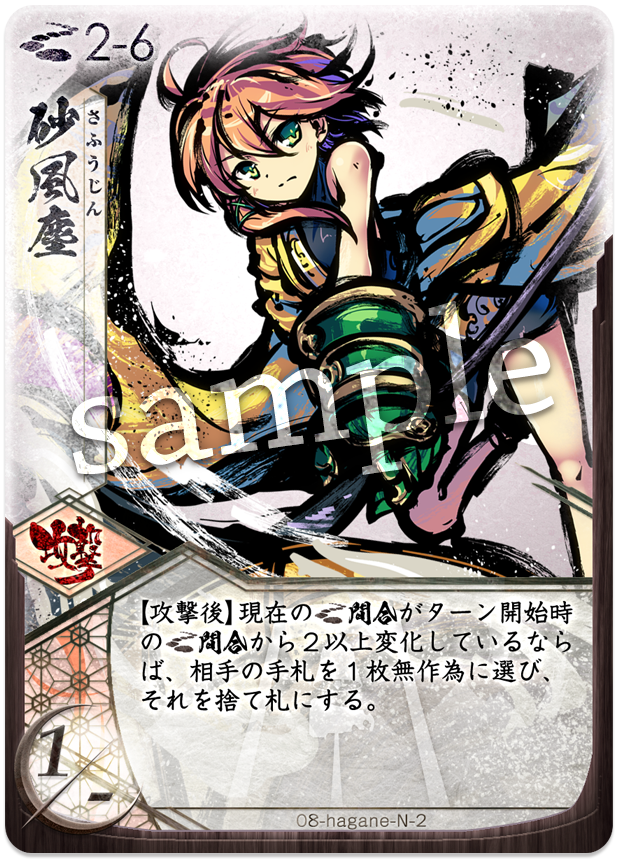 2-6
砂風塵
さふうじん
sample
攻撃
【攻撃後】現在の間合がターン開始時
の間合から２以上変化しているなら
ば、相手の手札を１枚無作為に選び、
それを捨て札にする。
1/-
08-hagane-N-2